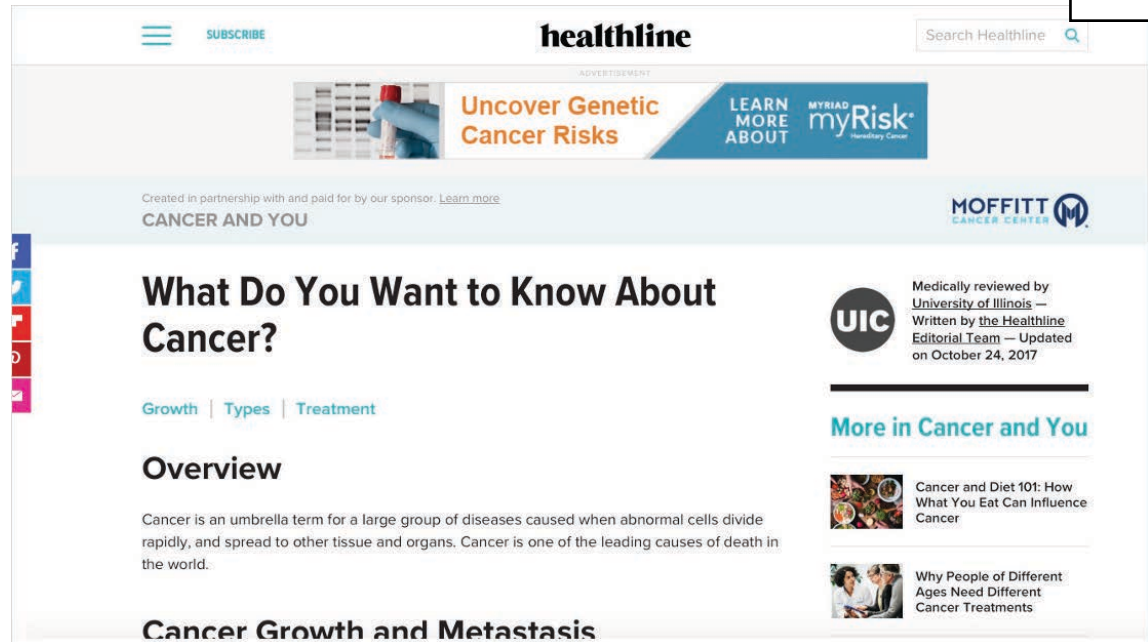 SUBSCRIBE
healthline
Search Healthline
ADVERTISEMENT
Uncover Genetic
Cancer Risks
LEARN
MORE
ABOUT
MYRIAD
myRisk
Hereditary Cancer
Created in partnership with and paid for by our sponsor. Learn more
CANCER AND YOU
MOFFITT
CANCER CENTER
What Do You Want to Know About
Cancer?
Growth | Types | Treatment
Overview
Cancer is an umbrella term for a large group of diseases caused when abnormal cells divide
rapidly, and spread to other tissue and organs. Cancer is one of the leading causes of death in
the world.
Cancer Growth and Metastasis
UIC
Medically reviewed by
University of Illinois —
Written by the Healthline
Editorial Team — Updated
on October 24, 2017
More in Cancer and You
Cancer and Diet 101: How
What You Eat Can Influence
Cancer
Why People of Different
Ages Need Different
Cancer Treatments